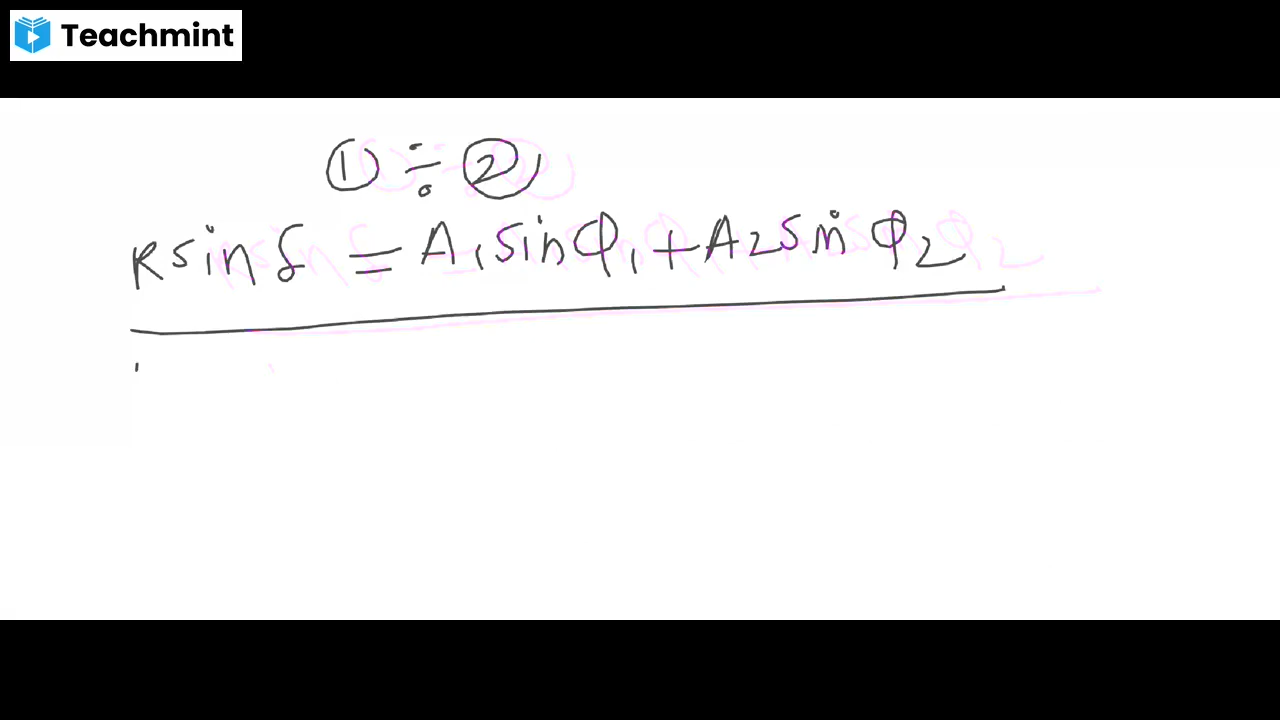 Teachmint
① ÷ ②
R sin δ = A₁ sin φ₁ + A₂ sin φ₂